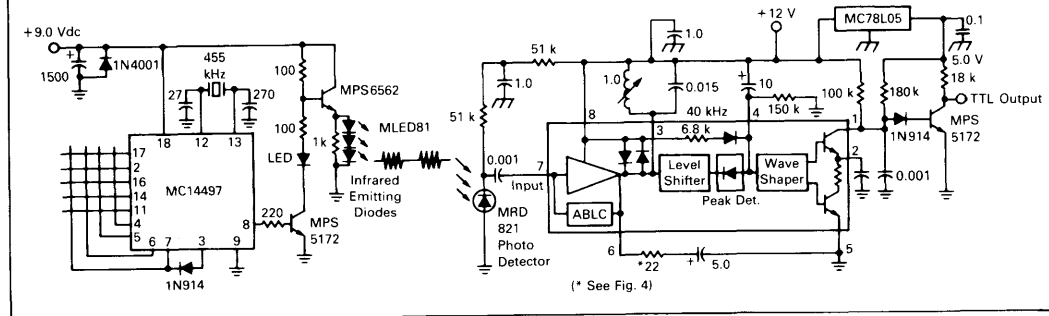 +9.0 Vdc
1500
1N4001
455
kHz
27
270
18
12
13
17
2
16
14
11
4
5
6
7
3
9
8
MC14497
1N914
220
100
100
LED
MPS
5172
MPS6562
1k
MLED81
Infrared
Emitting
Diodes
51 k
51 k
1.0
0.001
7
Input
MRD
821
Photo
Detector
1.0
1.0
0.015
40 kHz
8
3
6.8 k
4
10
150 k
ABLC
Level
Shifter
Peak Det.
Wave
Shaper
6
*22
+
5.0
5
(* See Fig. 4)
+12 V
MC78L05
0.1
5.0 V
100 k
180k
18 k
TTL Output
1
2
1N914
MPS
5172
0.001